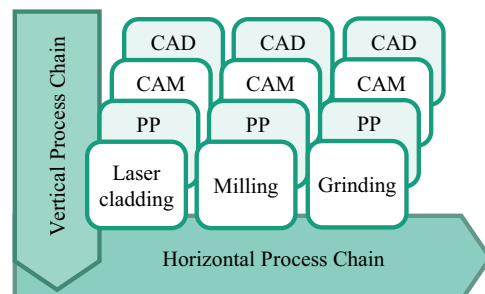 CAD CAD CAD
CAM CAM CAM
PP PP PP
Laser
cladding
Milling
Grinding
Vertical Process Chain
Horizontal Process Chain